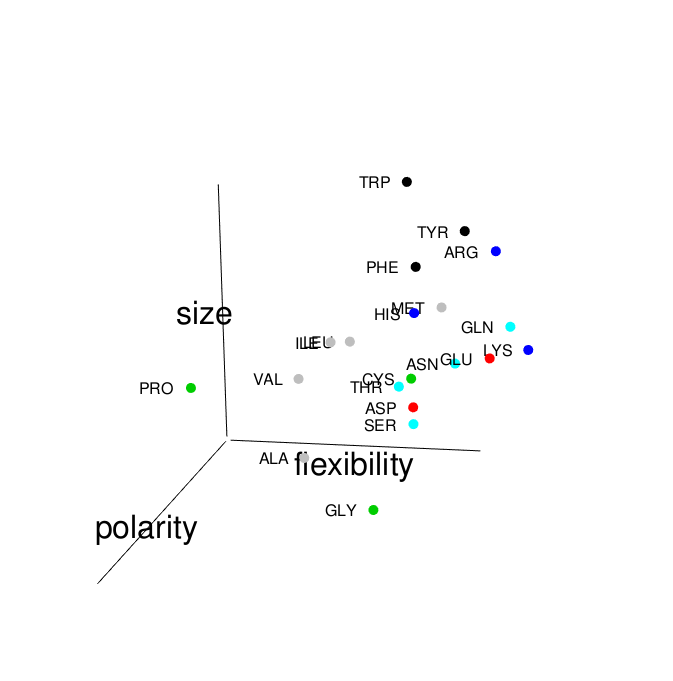 TRP
TYR
ARG
PHE
MET
HIS
size
GLN
ILE
LEU
LYS
GLU
ASN
VAL
CYS
THR
PRO
ASP
SER
ALA
flexibility
GLY
polarity